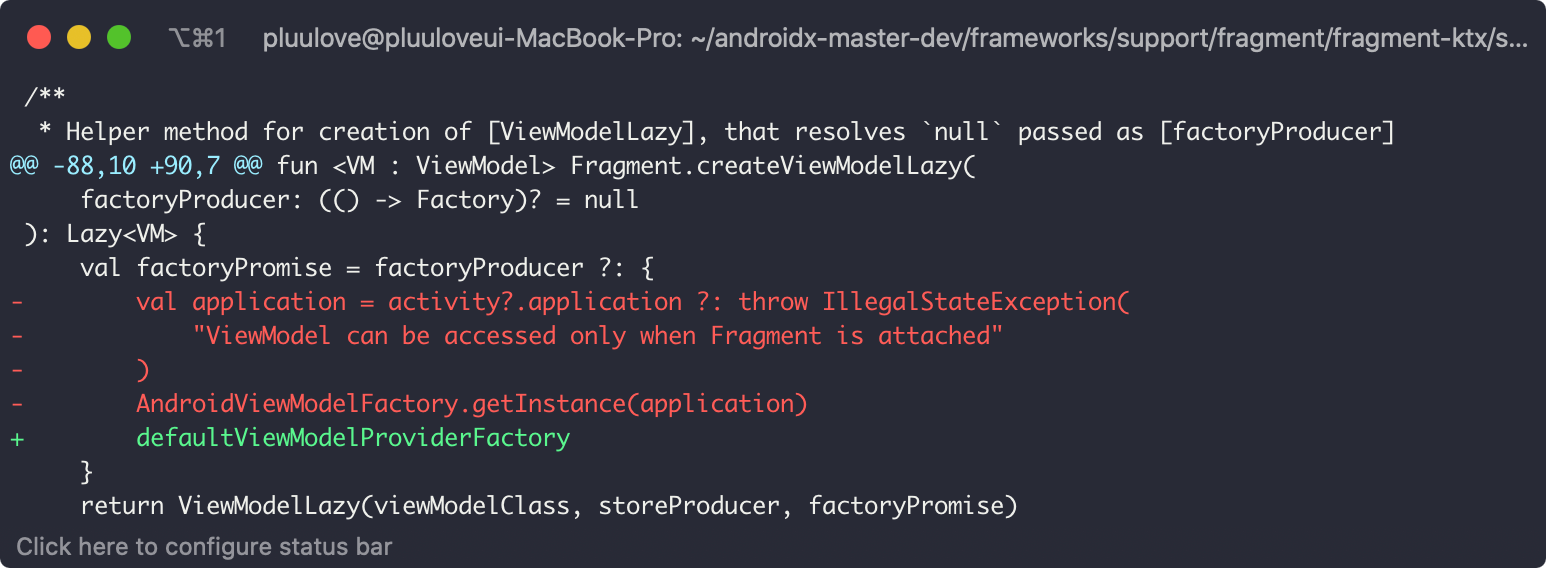 ⌥⌘1 pluulove@pluuloveui-MacBook-Pro: ~/androidx-master-dev/frameworks/support/fragment/fragment-ktx/s...
/**
 * Helper method for creation of [ViewModelLazy], that resolves `null` passed as [factoryProducer]
@@ -88,10 +90,7 @@ fun <VM : ViewModel> Fragment.createViewModelLazy(
     factoryProducer: (() -> Factory)? = null
 ): Lazy<VM> {
     val factoryPromise = factoryProducer ?: {
-        val application = activity?.application ?: throw IllegalStateException(
-            "ViewModel can be accessed only when Fragment is attached"
-        )
-        AndroidViewModelFactory.getInstance(application)
+        defaultViewModelProviderFactory
     }
     return ViewModelLazy(viewModelClass, storeProducer, factoryPromise)
Click here to configure status bar